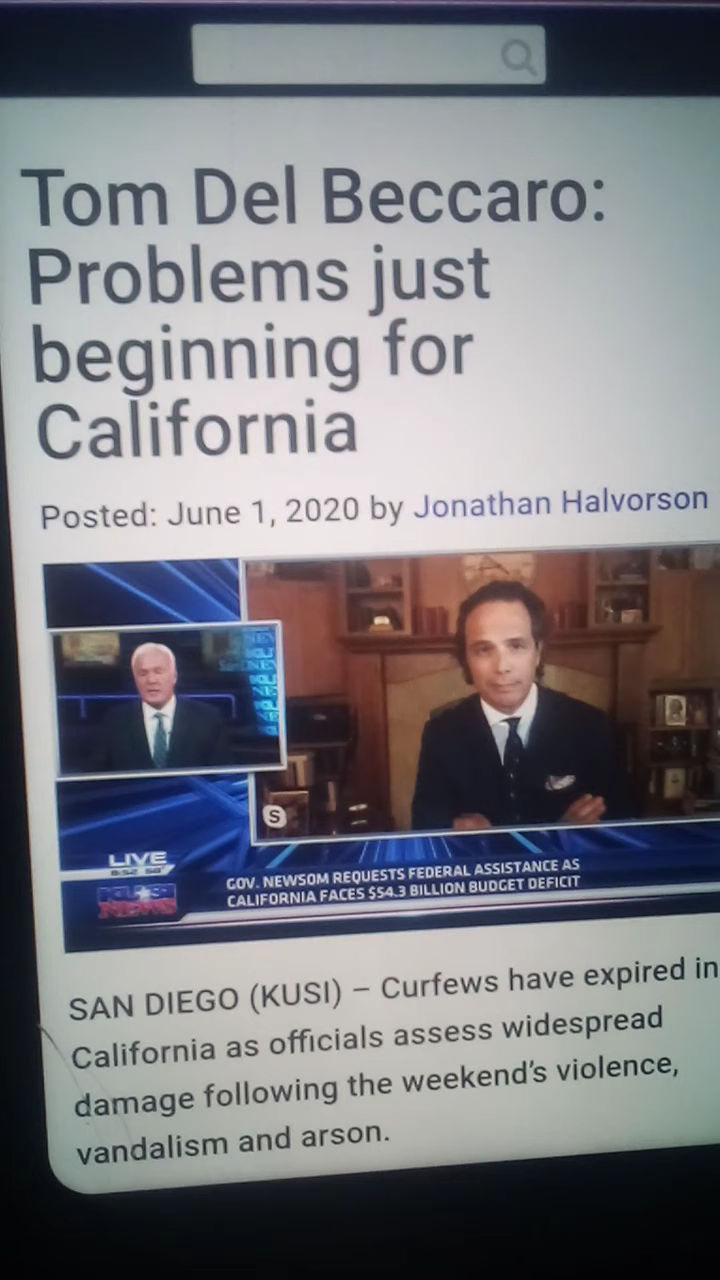 Tom Del Beccaro:
Problems just
beginning for
California
Posted: June 1, 2020 by Jonathan Halvorson
S
LIVE
NEWS
GOV. NEWSOM REQUESTS FEDERAL ASSISTANCE AS
CALIFORNIA FACES $54.3 BILLION BUDGET DEFICIT
SAN DIEGO (KUSI) – Curfews have expired in
California as officials assess widespread
damage following the weekend's violence,
vandalism and arson.